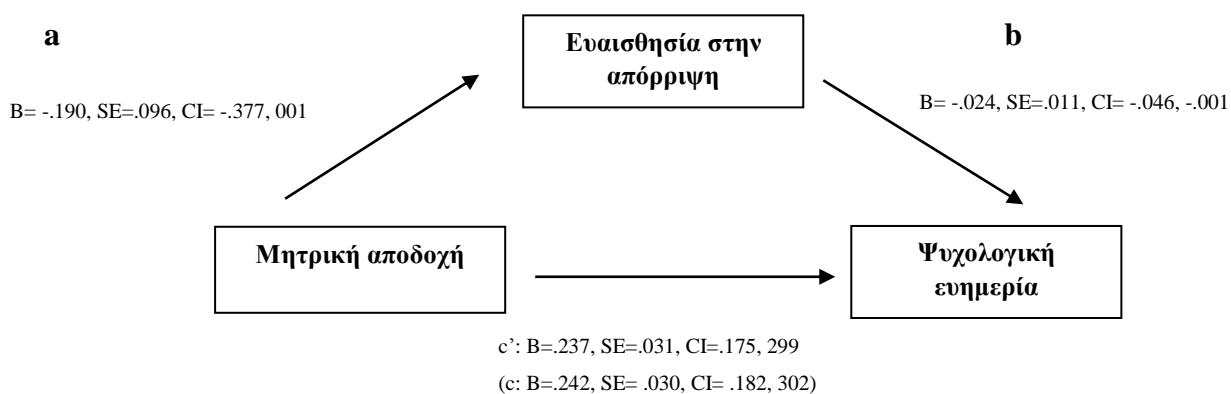 a
Ευαισθησία στην
απόρριψη
b
B= -.190, SE=.096, CI= -.377, 001
B= -.024, SE=.011, CI= -.046, -.001
Μητρική αποδοχή
Ψυχολογική
ευημερία
c’: B=.237, SE=.031, CI=.175, 299
(c: B=.242, SE= .030, CI= .182, 302)